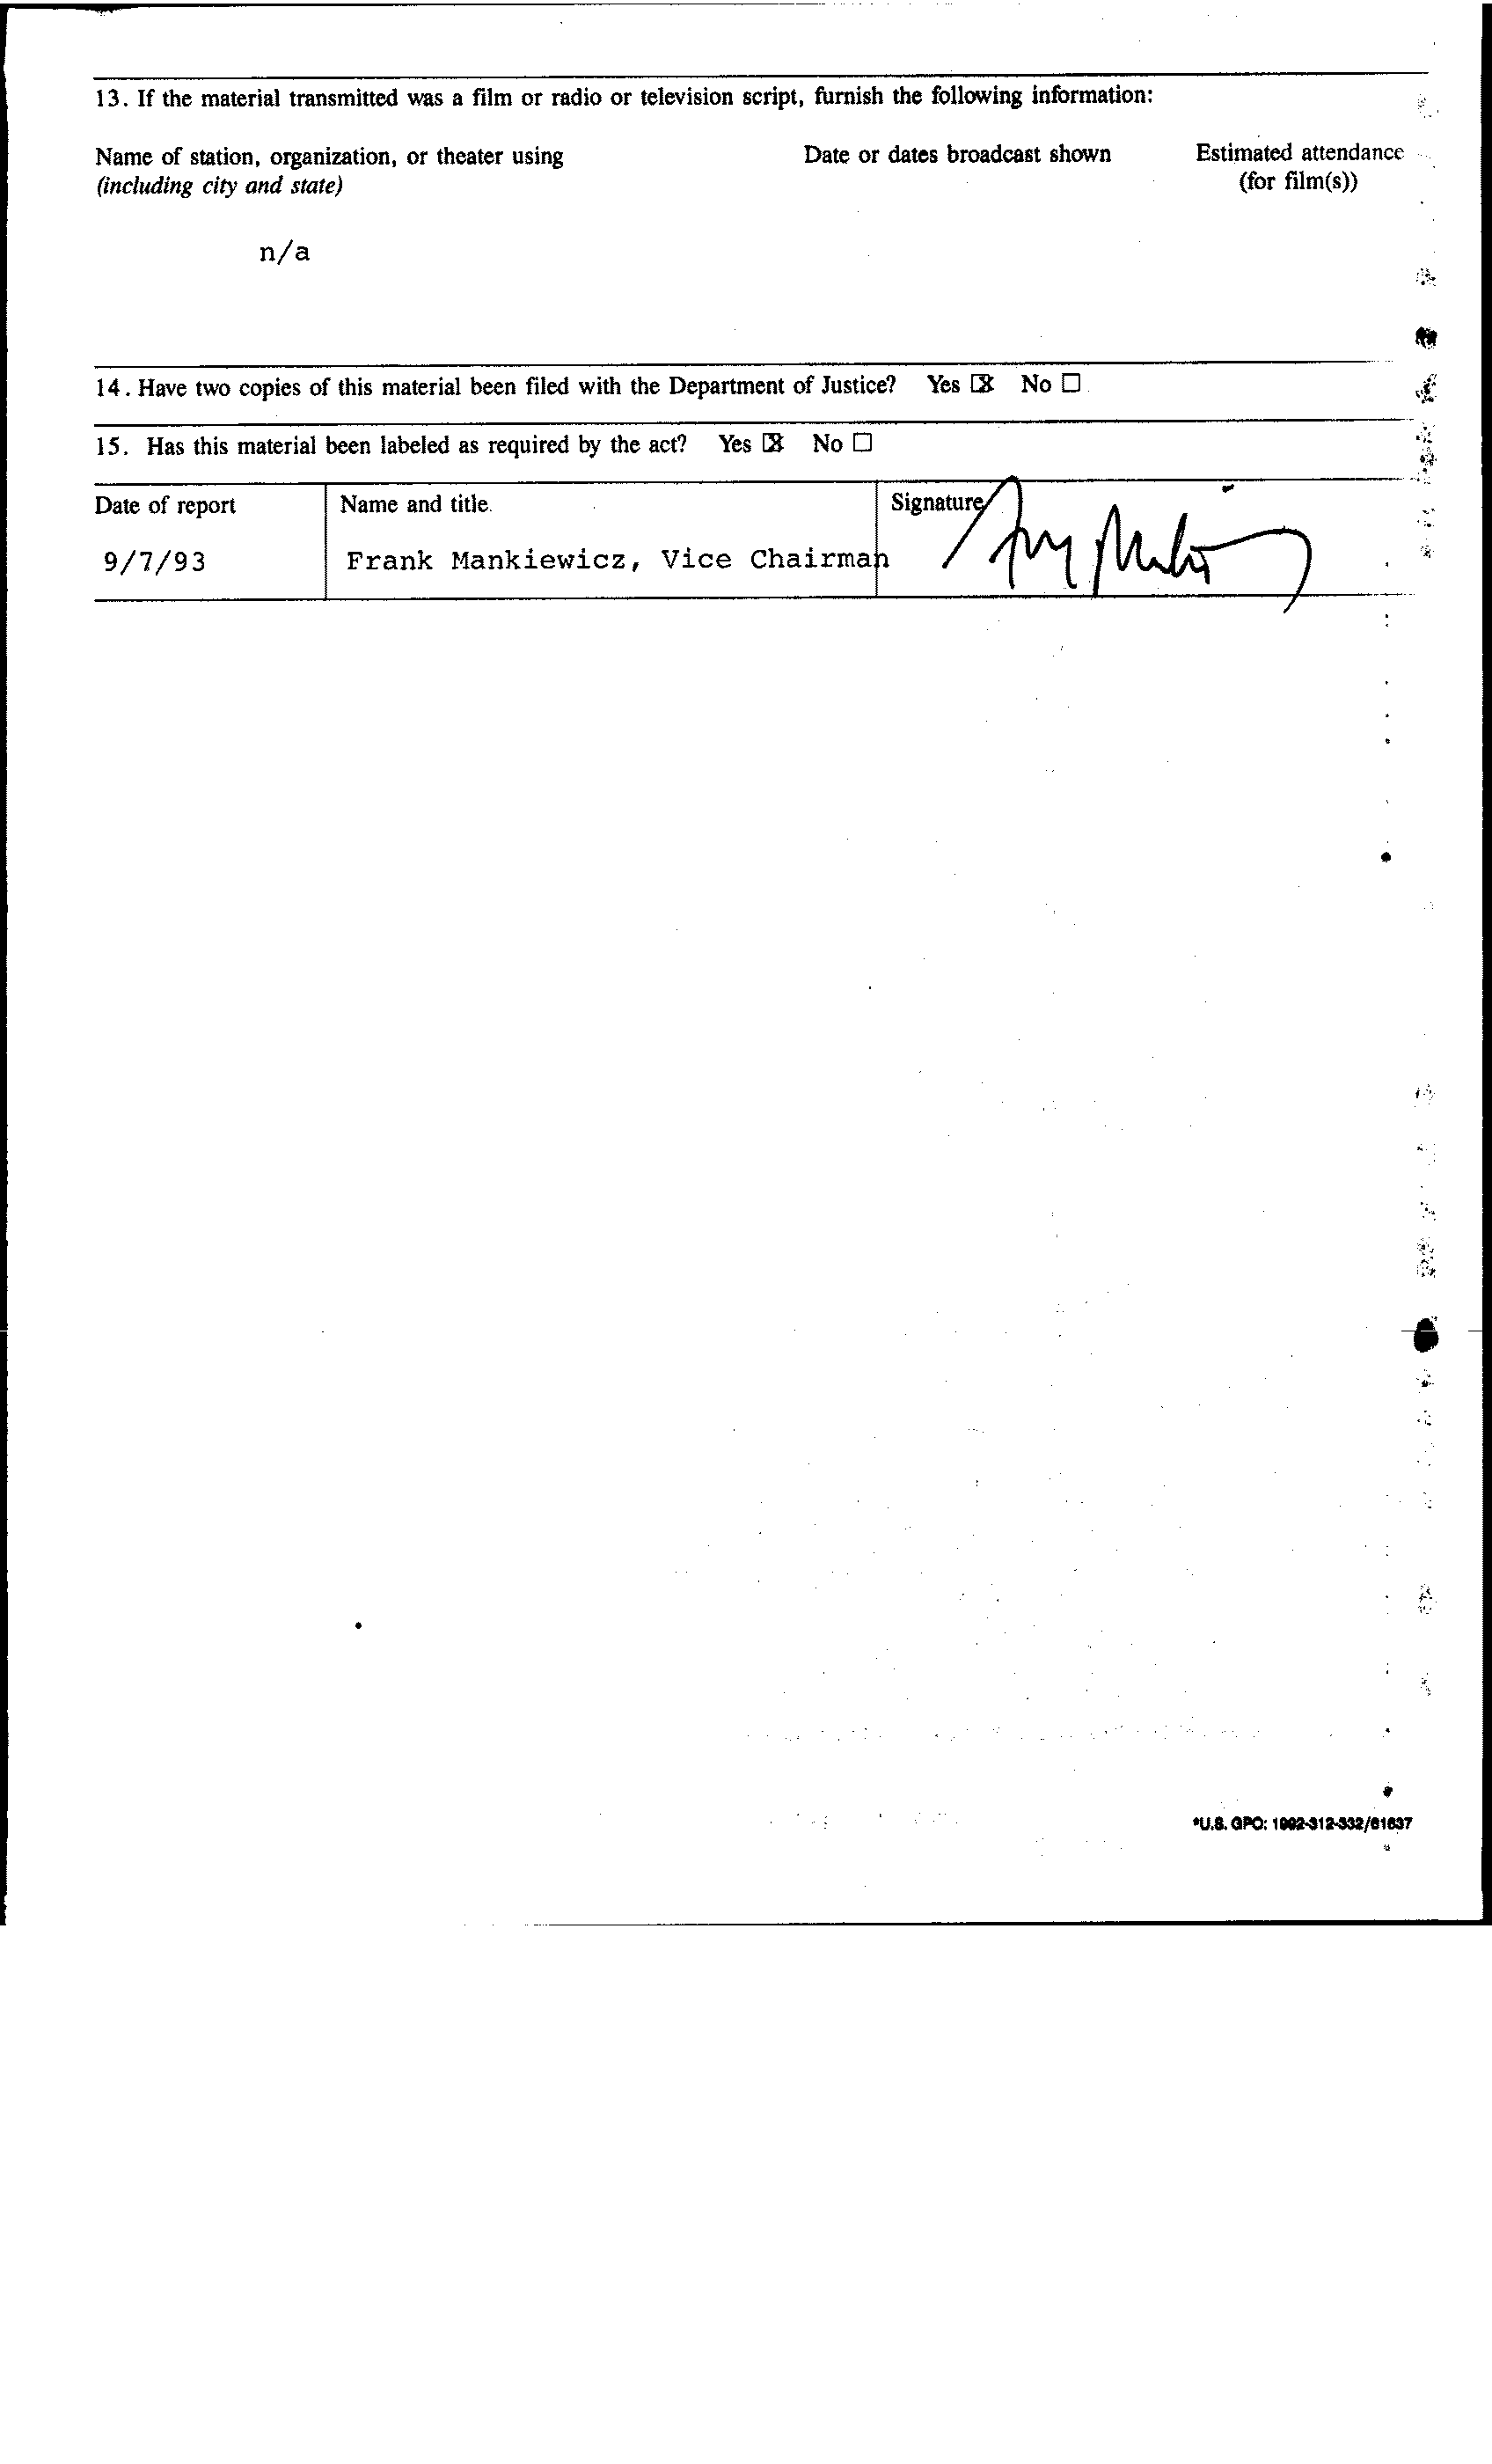 13. If the material transmitted was a film or radio or television script, furnish the following information:
Name of station, organization, or theater using Date or dates broadcast shown Estimated attendance
(including city and state) (for film(s))
n/a
14. Have two copies of this material been filed with the Department of Justice? Yes ☒ No ☐
15. Has this material been labeled as required by the act? Yes ☒ No ☐
Date of report Name and title Signature
9/7/93 Frank Mankiewicz, Vice Chairman
*U.S. GPO: 1992-312-332/61637